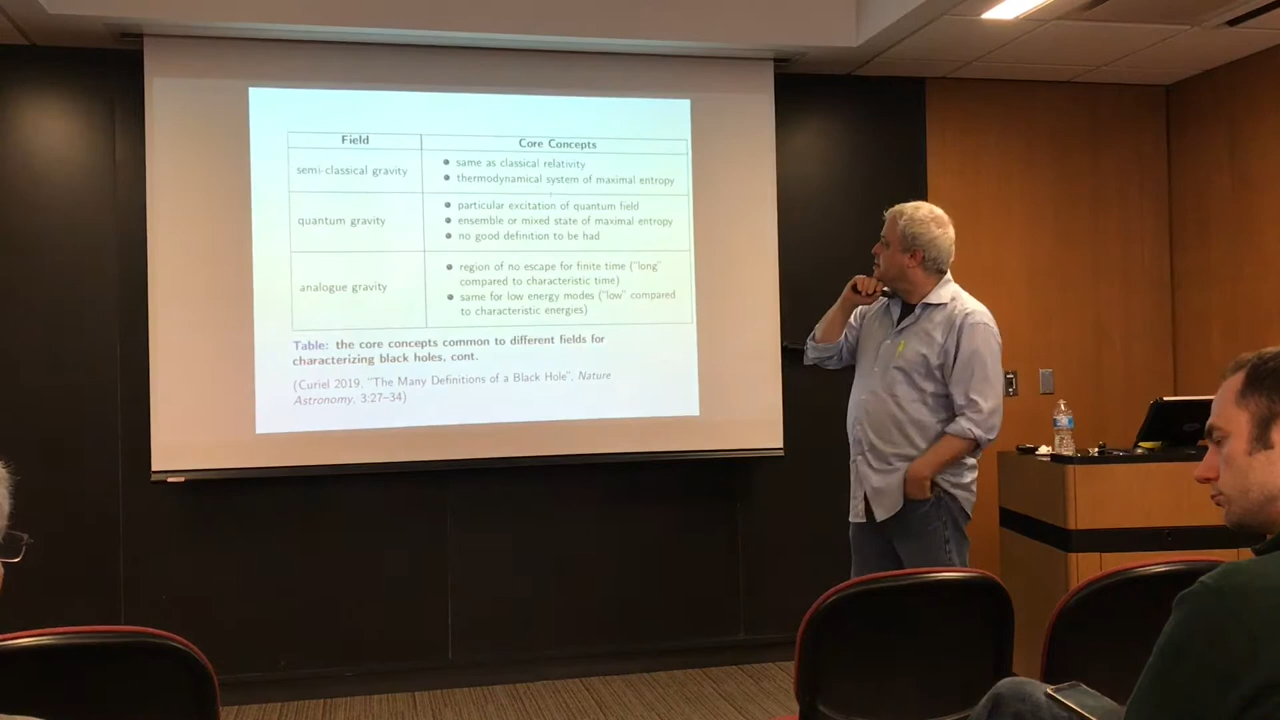 Field
Core Concepts
semi-classical gravity
same as classical relativity
thermodynamical system of maximal entropy
quantum gravity
particular excitation of quantum field
ensemble or mixed state of maximal entropy
no good definition to be had
analogue gravity
region of no escape for finite time ("long"
compared to characteristic time)
same for low energy modes ("low" compared
to characteristic energies)
Table: the core concepts common to different fields for
characterizing black holes, cont.
(Curiel 2019, "The Many Definitions of a Black Hole", Nature
Astronomy, 3:27–34)